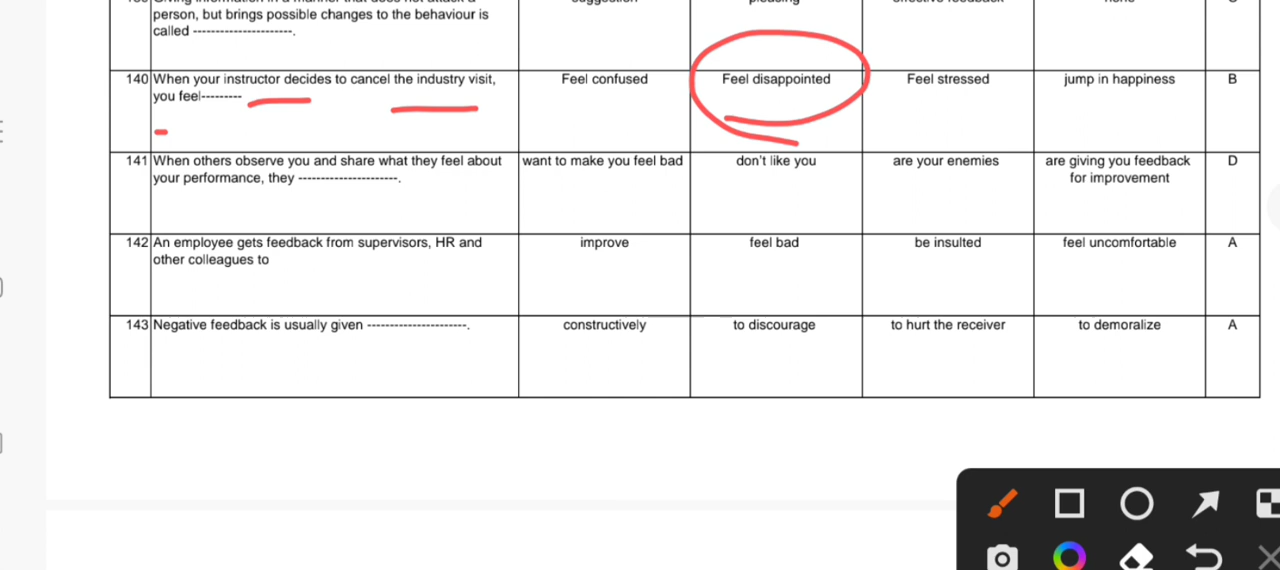 person, but brings possible changes to the behaviour is
called ----------------------.
140 When your instructor decides to cancel the industry visit,
you feel---------
Feel confused
Feel disappointed
Feel stressed
jump in happiness
B
141 When others observe you and share what they feel about
your performance, they ----------------------.
want to make you feel bad
don't like you
are your enemies
are giving you feedback
for improvement
D
142 An employee gets feedback from supervisors, HR and
other colleagues to
improve
feel bad
be insulted
feel uncomfortable
A
143 Negative feedback is usually given ----------------------.
constructively
to discourage
to hurt the receiver
to demoralize
A